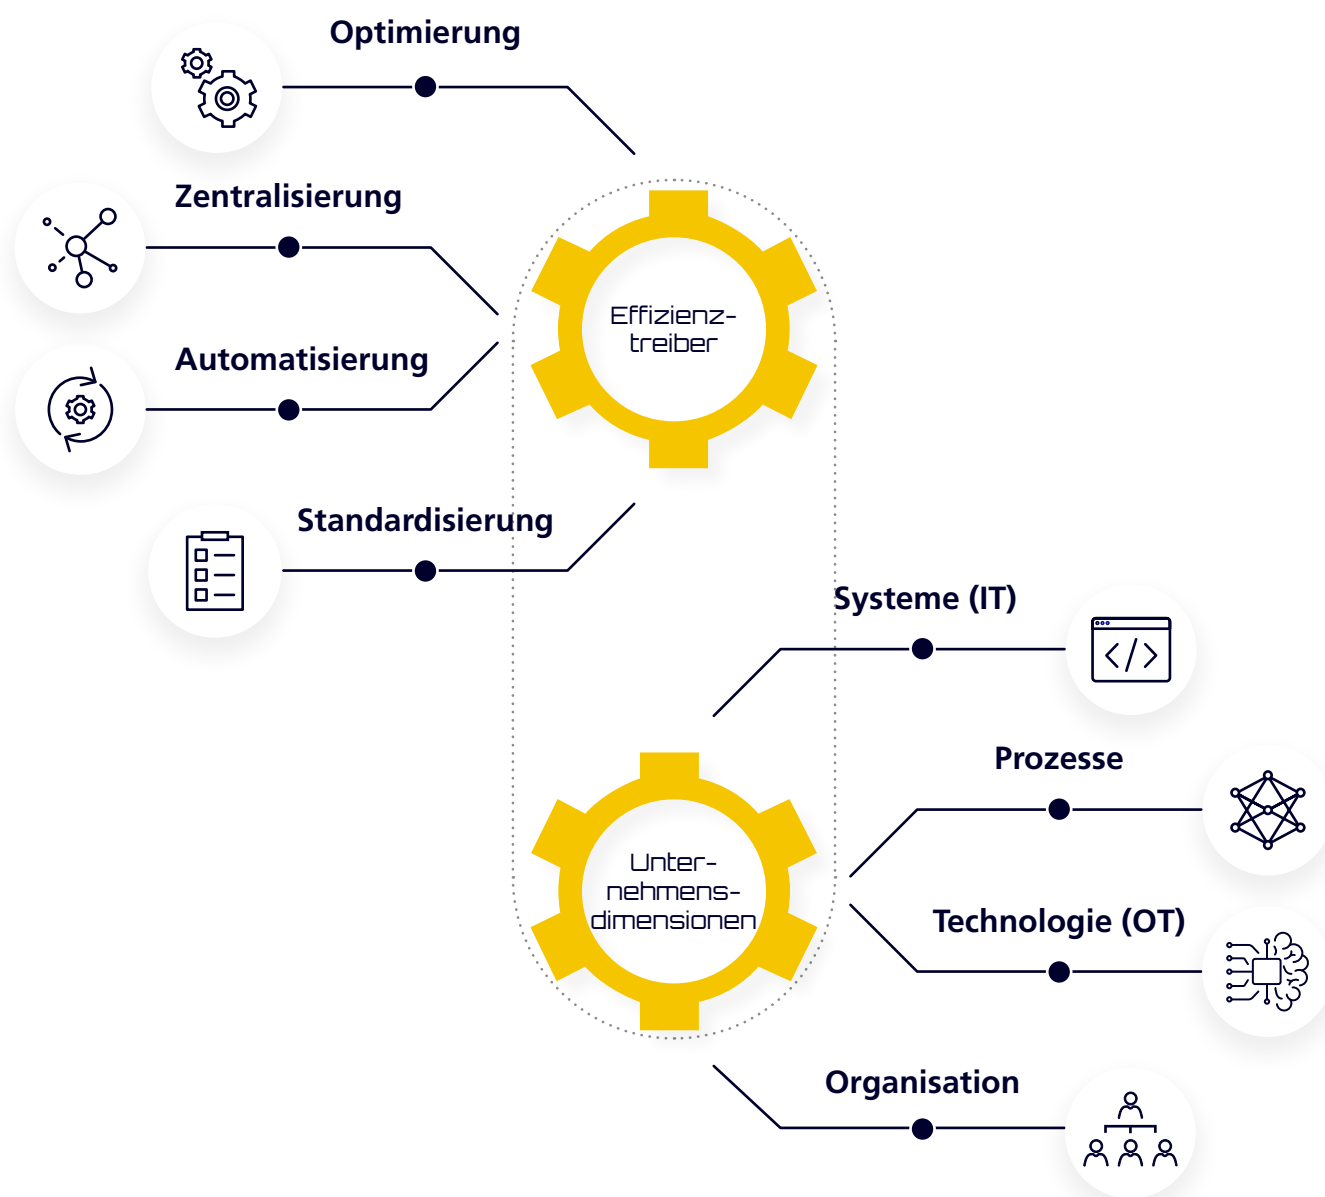 Optimierung
Zentralisierung
Effizienz-
treiber
Automatisierung
Standardisierung
Systeme (IT)
Prozesse
Unter-
nehmens-
dimensionen
Technologie (OT)
Organisation